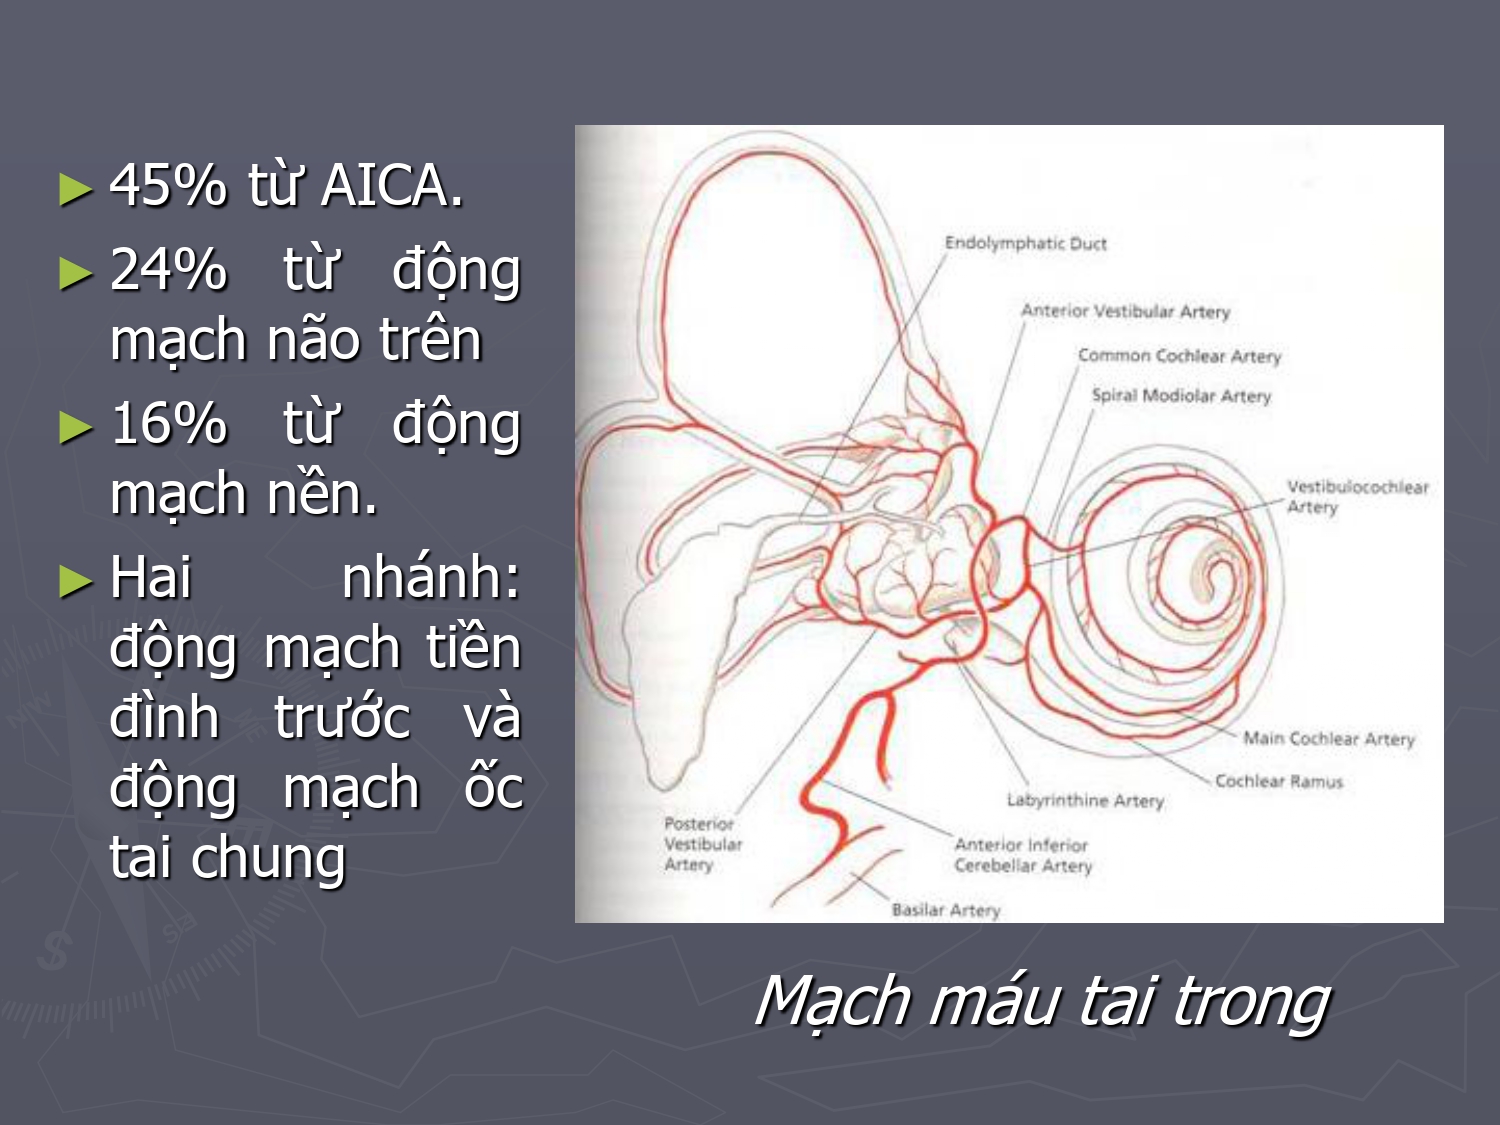 ► 45% từ AICA.
► 24% từ động
mạch não trên
► 16% từ động
mạch nền.
► Hai nhánh:
động mạch tiền
đình trước và
động mạch ốc
tai chung
Endolymphatic Duct
Anterior Vestibular Artery
Common Cochlear Artery
Spiral Modiolar Artery
Vestibulocochlear
Artery
Main Cochlear Artery
Cochlear Ramus
Labyrinthine Artery
Posterior
Vestibular
Artery
Anterior Inferior
Cerebellar Artery
Basilar Artery
Mạch máu tai trong
NW
S
SE